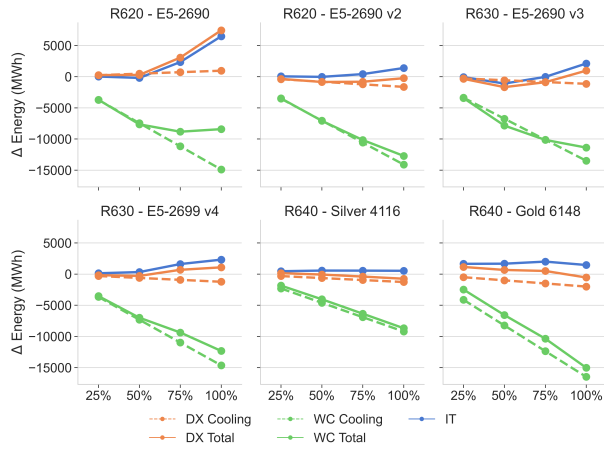 R620 - E5-2690
R620 - E5-2690 v2
R630 - E5-2690 v3
5000
0
−5000
−10000
−15000
Δ Energy (MWh)
R630 - E5-2699 v4
R640 - Silver 4116
R640 - Gold 6148
5000
0
−5000
−10000
−15000
Δ Energy (MWh)
25% 50% 75% 100% 25% 50% 75% 100% 25% 50% 75% 100%
DX Cooling WC Cooling IT
DX Total WC Total